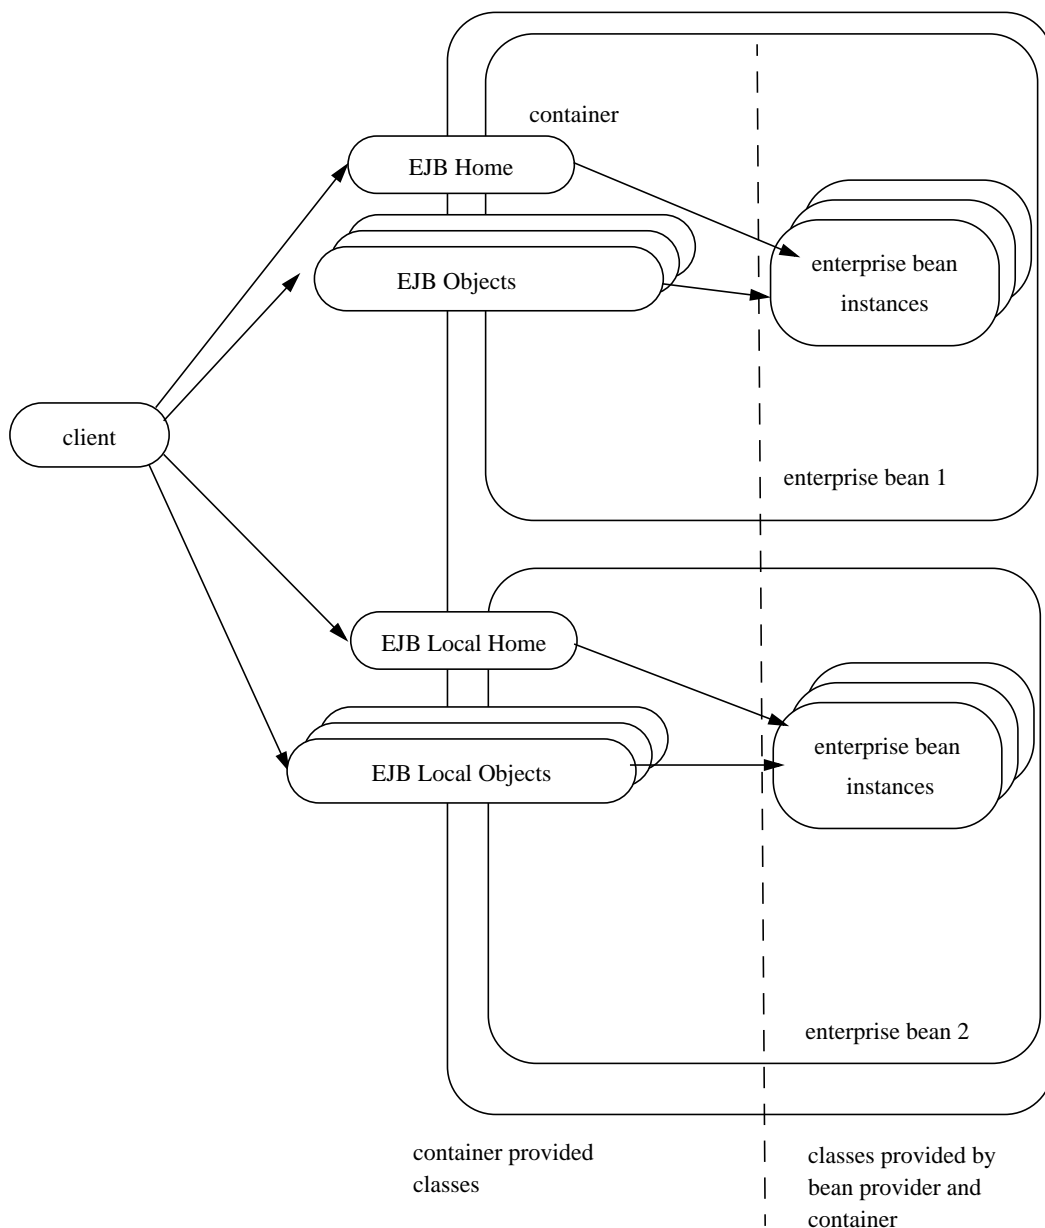 container
EJB Home
EJB Objects
enterprise bean
instances
client
enterprise bean 1
EJB Local Home
EJB Local Objects
enterprise bean
instances
enterprise bean 2
container provided
classes
classes provided by
bean provider and
container